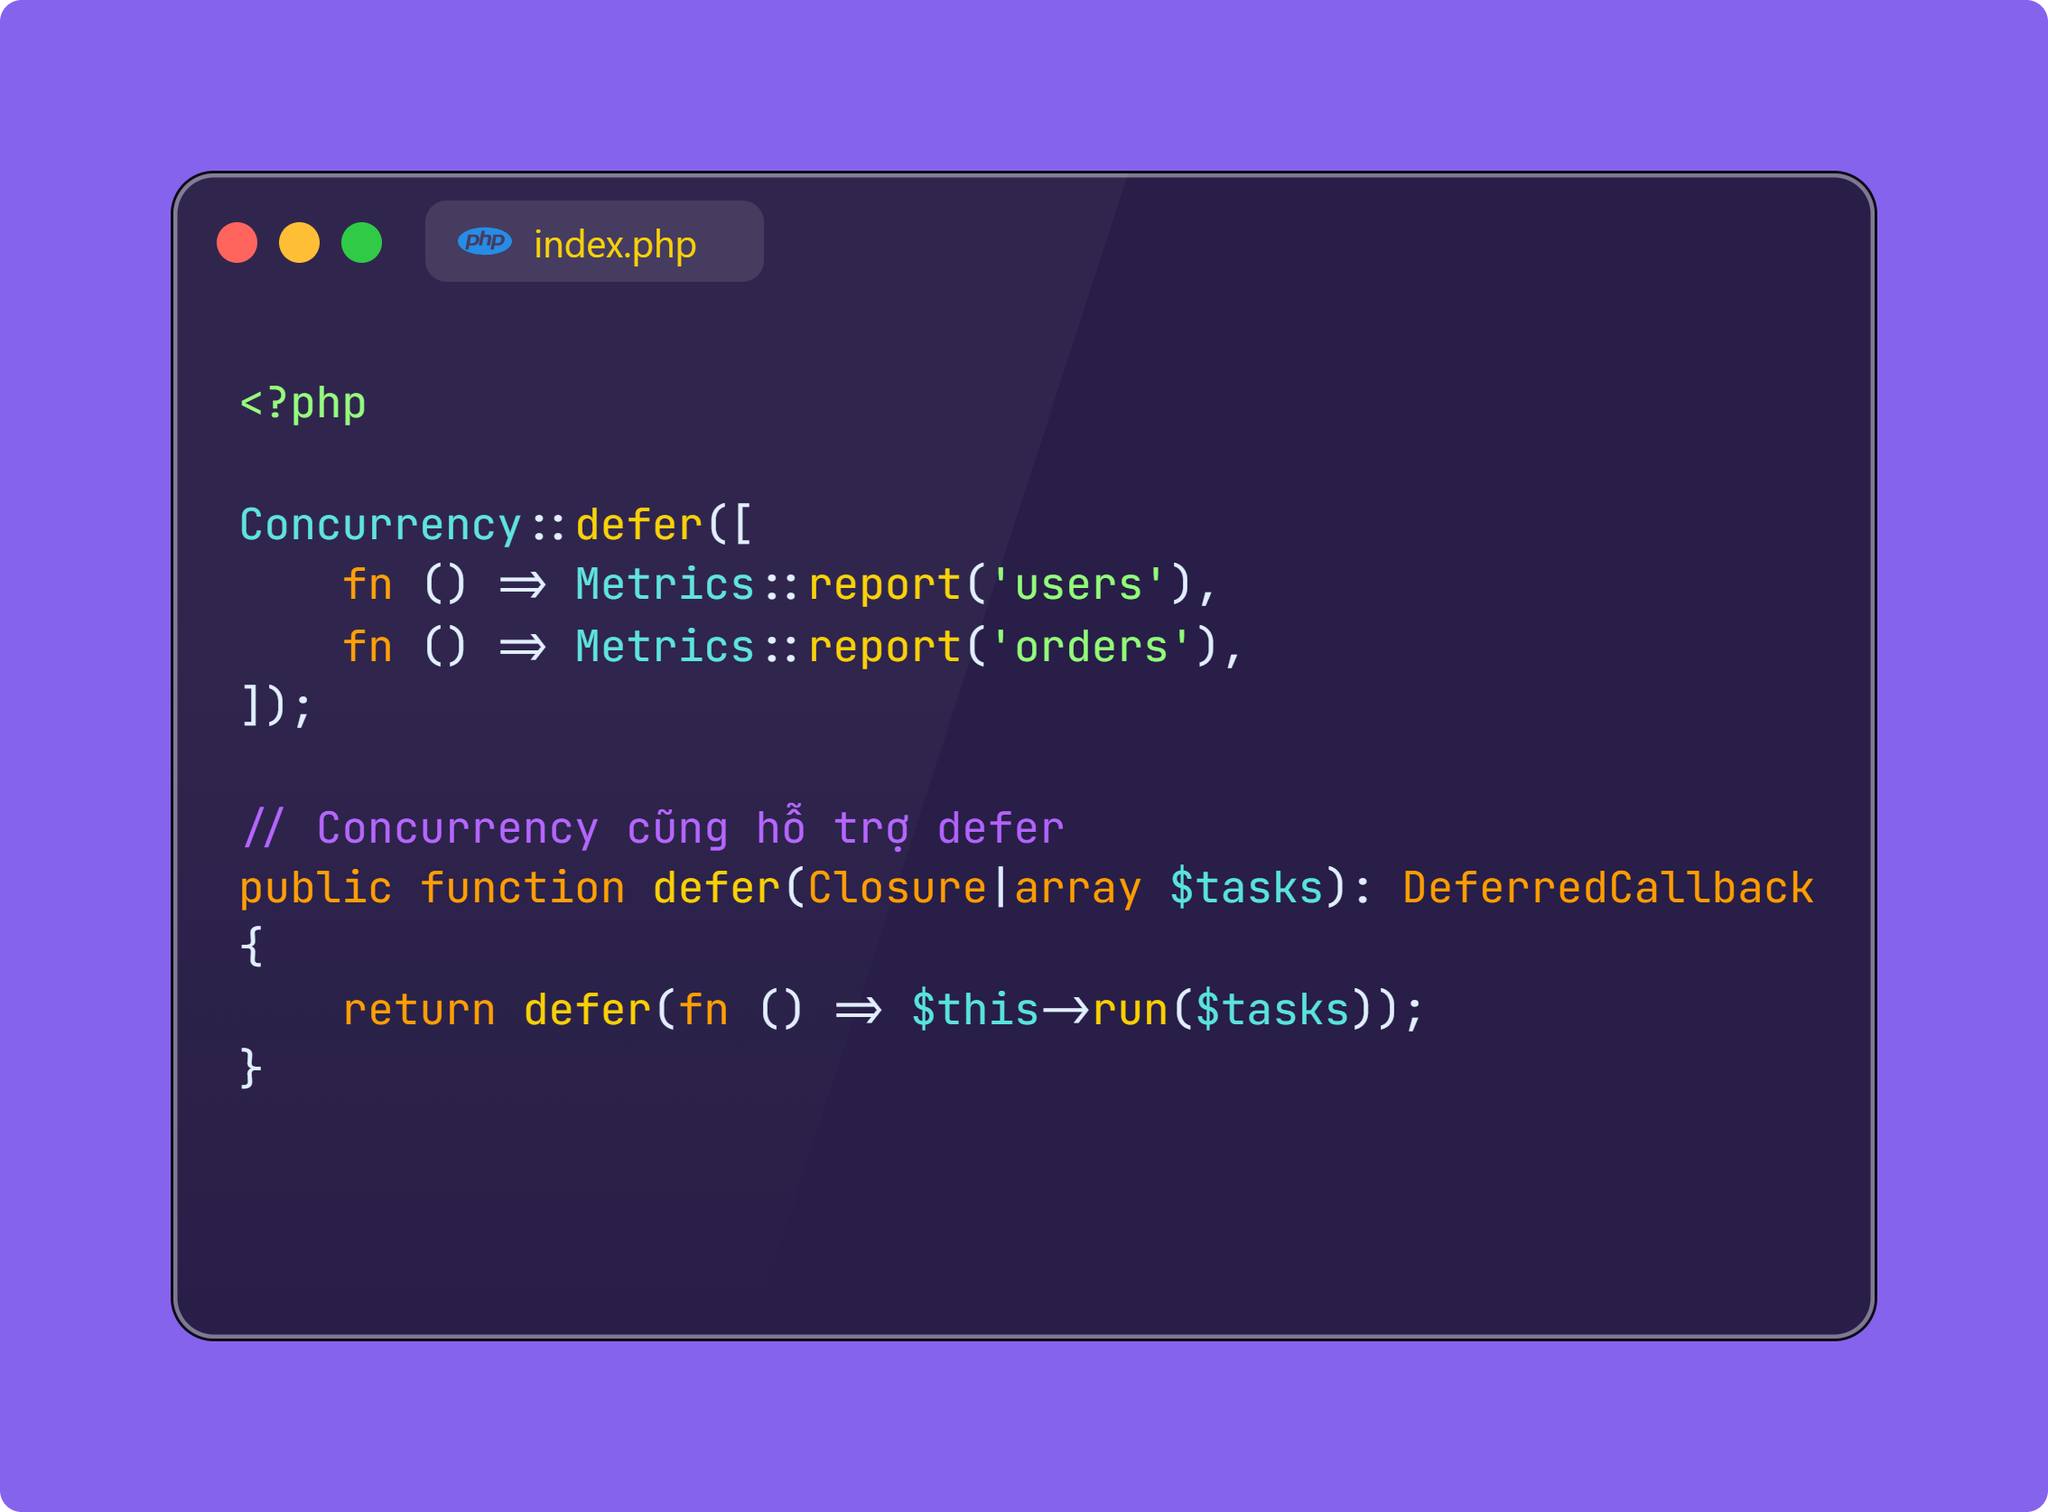 php index.php
<?php
Concurrency::defer([
    fn () => Metrics::report('users'),
    fn () => Metrics::report('orders'),
]);
// Concurrency cũng hỗ trợ defer
public function defer(Closure|array $tasks): DeferredCallback
{
    return defer(fn () => $this->run($tasks));
}